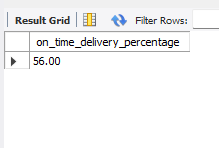 Result Grid Filter Rows:
on_time_delivery_percentage
56.00